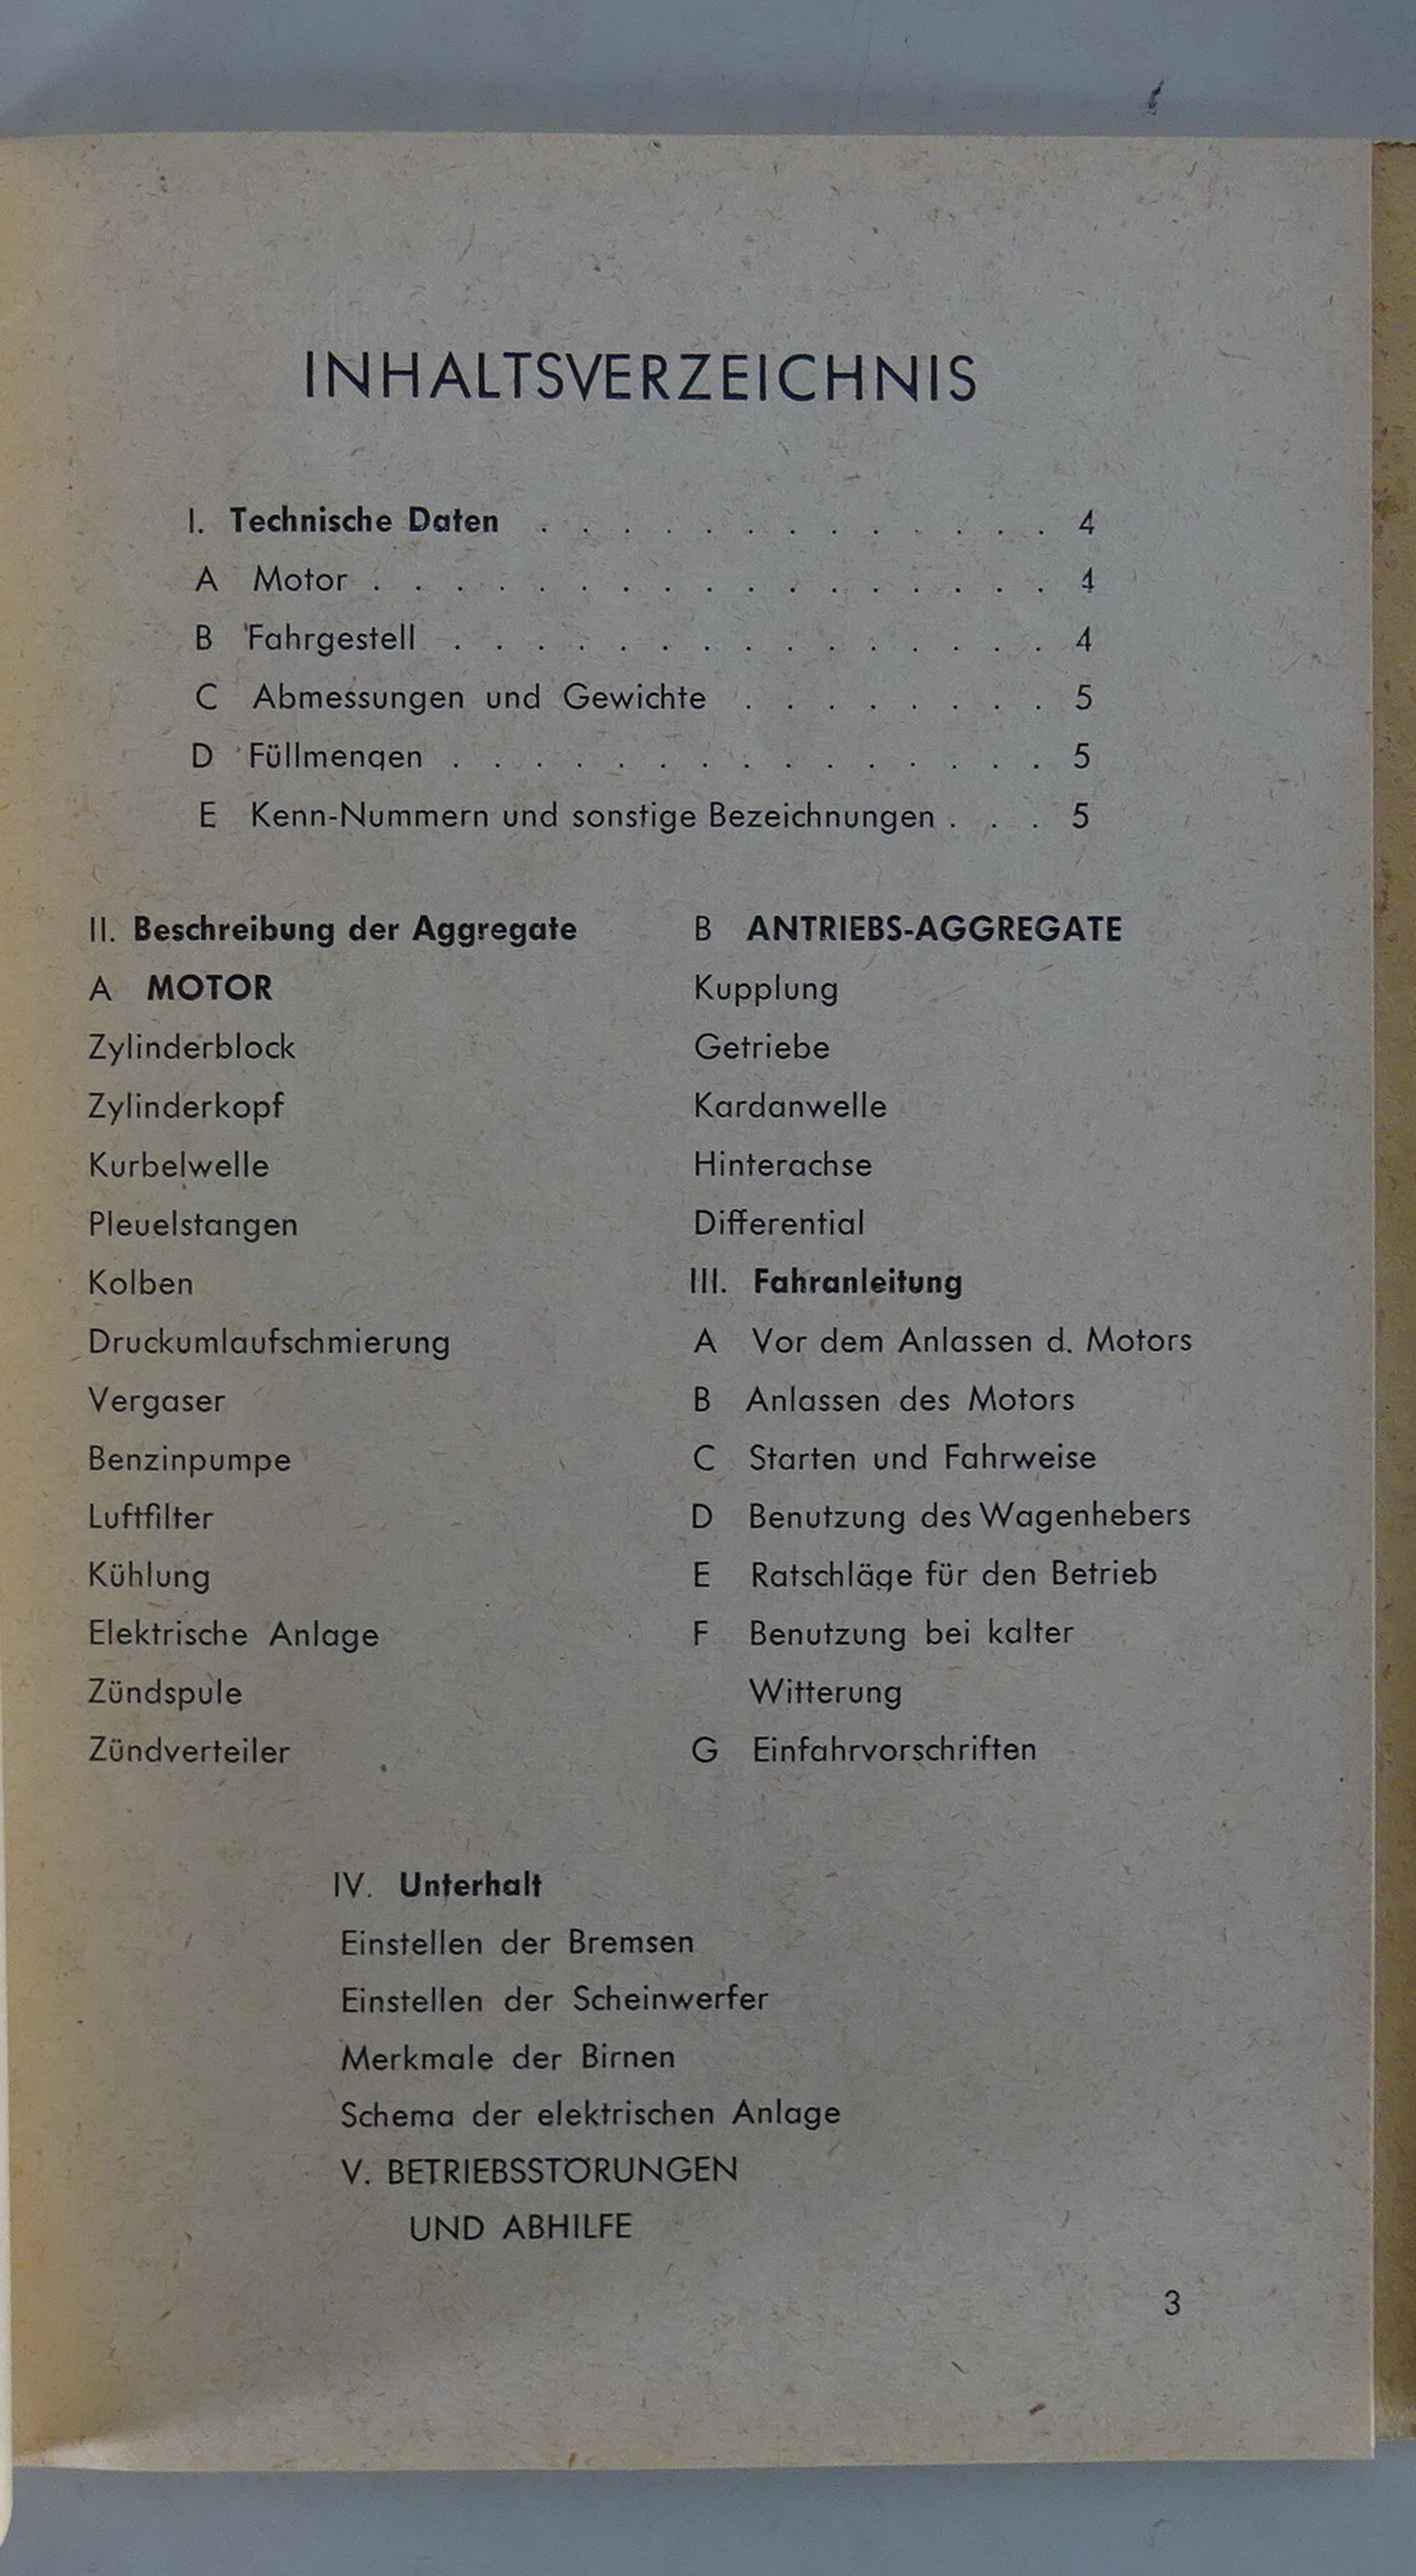 INHALTSVERZEICHNIS
I. Technische Daten . . . . . . . . . . . . . 4
A Motor . . . . . . . . . . . . . . . . . 4
B Fahrgestell . . . . . . . . . . . . . . . 4
C Abmessungen und Gewichte . . . . . . . . 5
D Füllmengen . . . . . . . . . . . . . . . 5
E Kenn-Nummern und sonstige Bezeichnungen . . . 5
II. Beschreibung der Aggregate
A MOTOR
Zylinderblock
Zylinderkopf
Kurbelwelle
Pleuelstangen
Kolben
Druckumlaufschmierung
Vergaser
Benzinpumpe
Luftfilter
Kühlung
Elektrische Anlage
Zündspule
Zündverteiler
B ANTRIEBS-AGGREGATE
Kupplung
Getriebe
Kardanwelle
Hinterachse
Differential
III. Fahranleitung
A Vor dem Anlassen d. Motors
B Anlassen des Motors
C Starten und Fahrweise
D Benutzung des Wagenhebers
E Ratschläge für den Betrieb
F Benutzung bei kalter
Witterung
G Einfahrvorschriften
IV. Unterhalt
Einstellen der Bremsen
Einstellen der Scheinwerfer
Merkmale der Birnen
Schema der elektrischen Anlage
V. BETRIEBSSTÖRUNGEN
UND ABHILFE
3